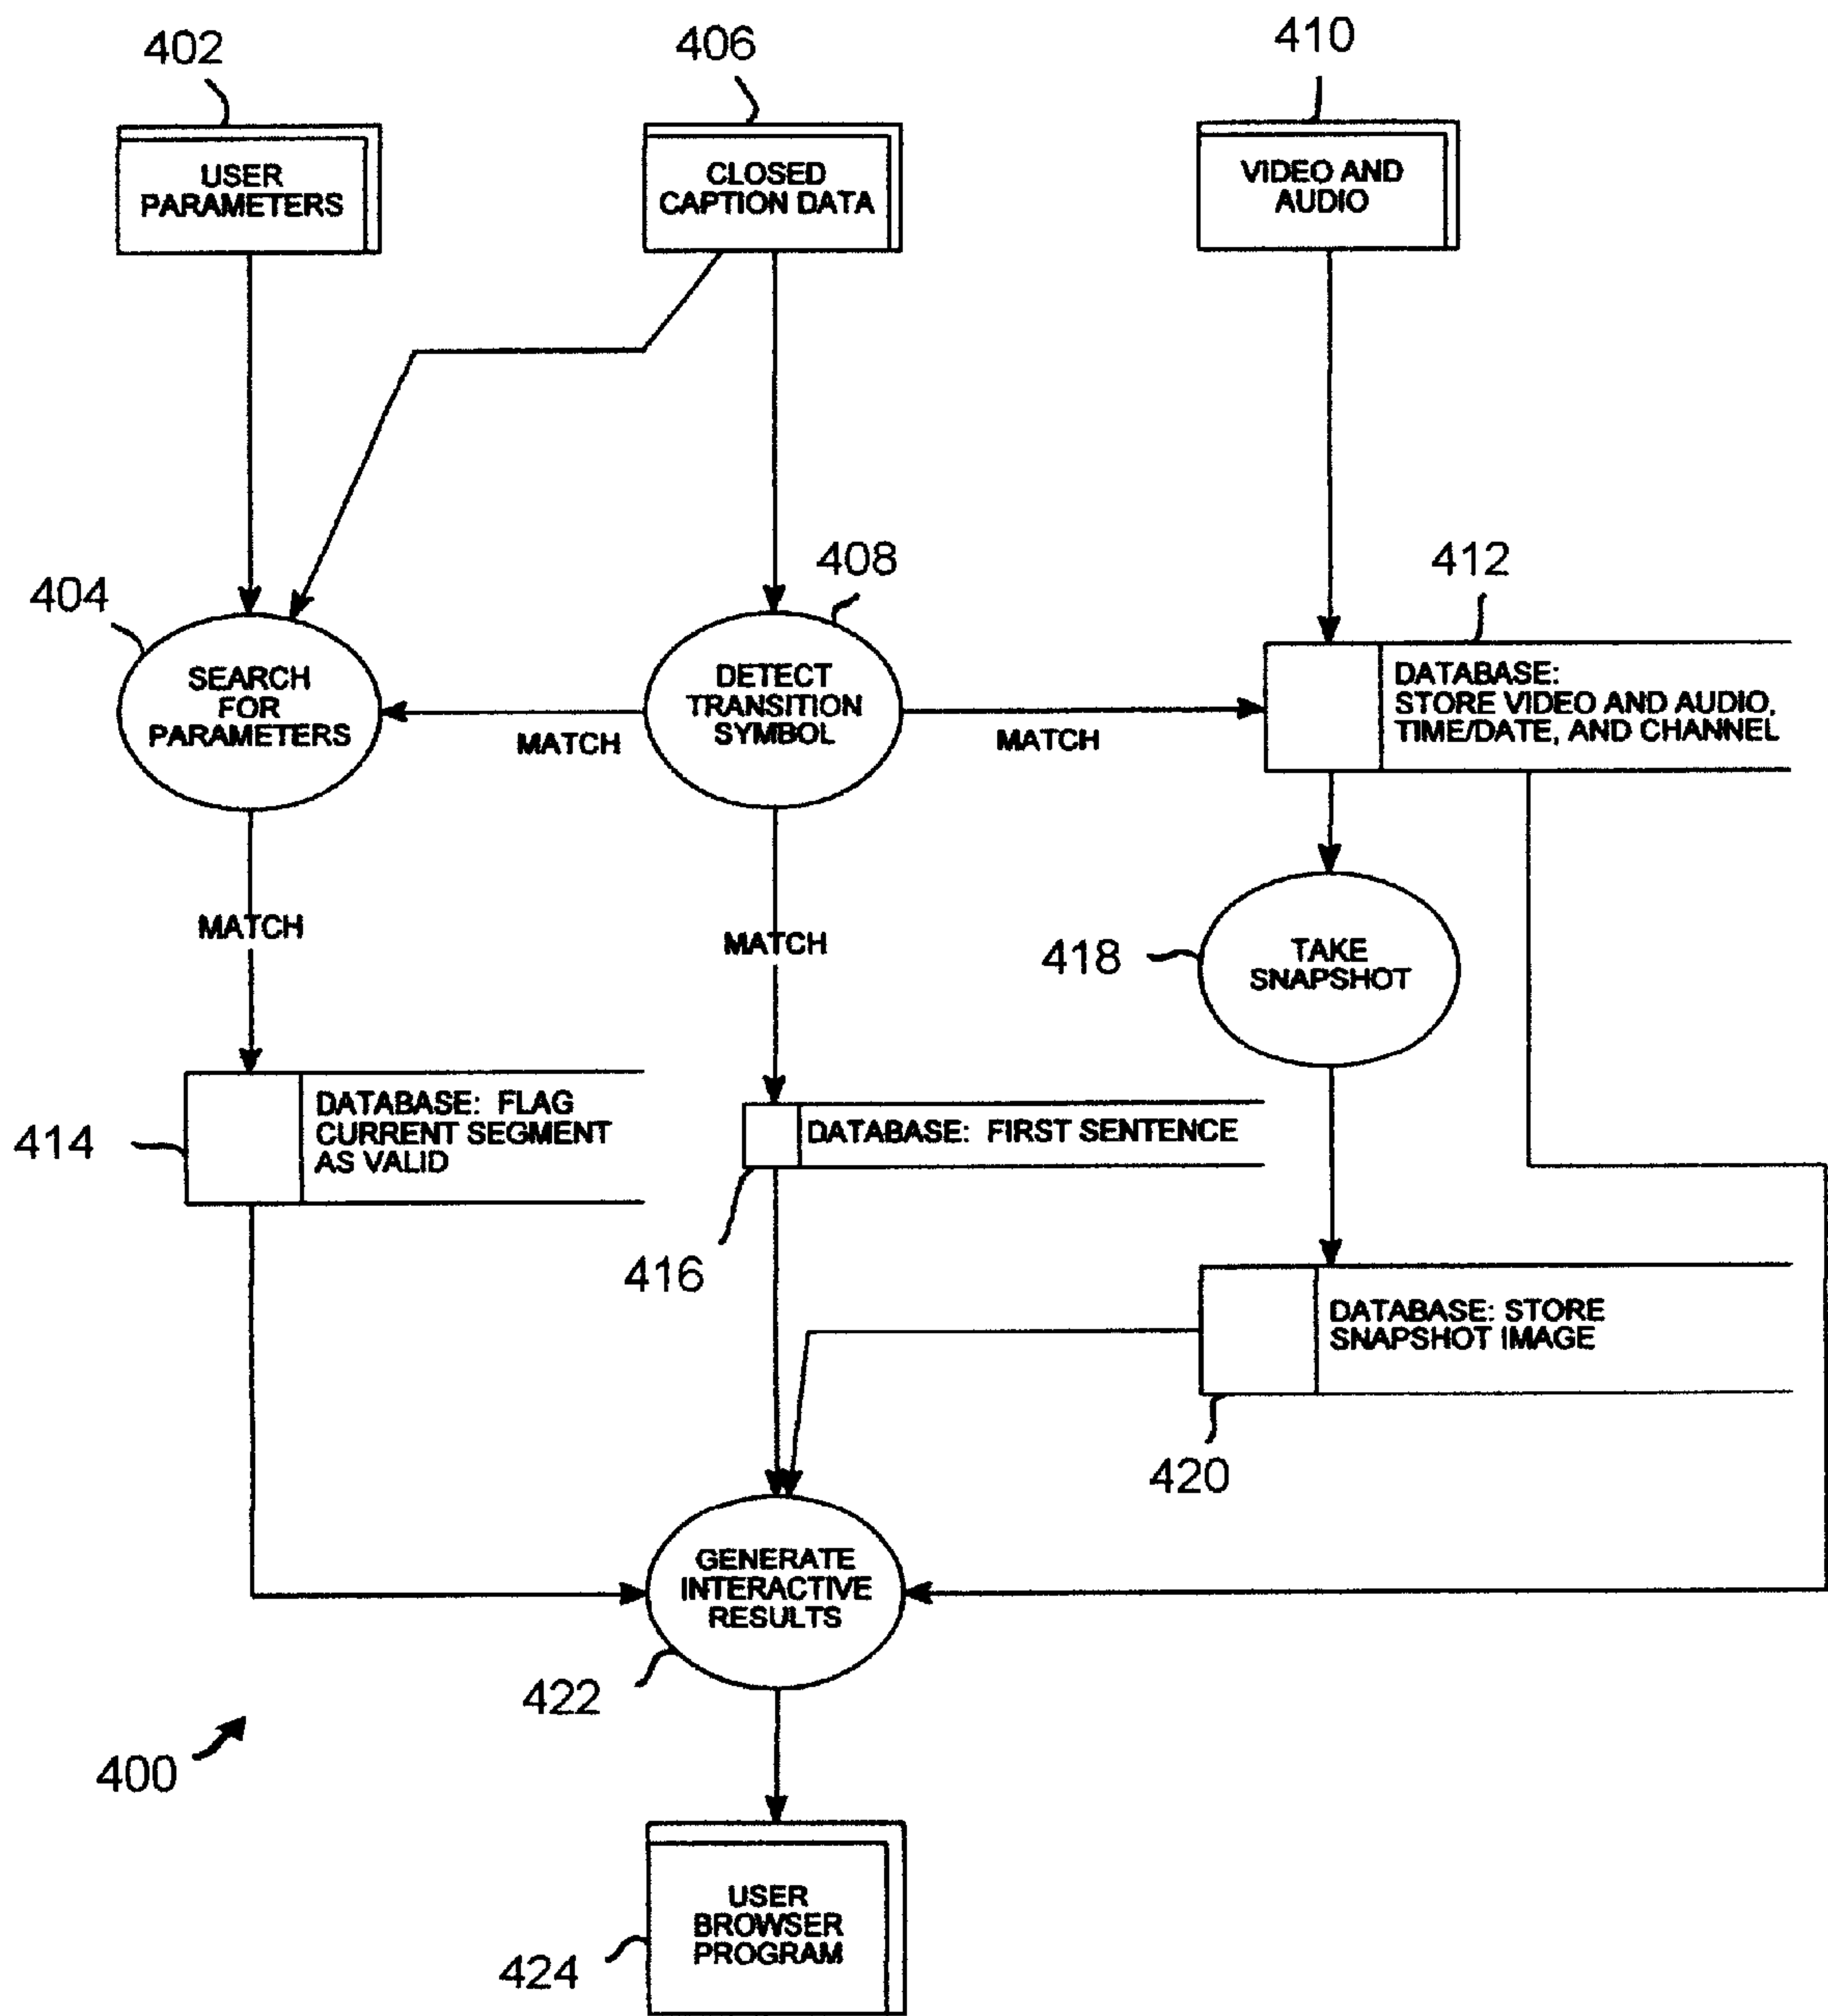 402
406
410
USER
PARAMETERS
CLOSED
CAPTION DATA
VIDEO AND
AUDIO
404
408
412
SEARCH
FOR
PARAMETERS
MATCH
DETECT
TRANSITION
SYMBOL
MATCH
DATABASE:
STORE VIDEO AND AUDIO,
TIME/DATE, AND CHANNEL
MATCH
MATCH
418
TAKE
SNAPSHOT
414
DATABASE: FLAG
CURRENT SEGMENT
AS VALID
DATABASE: FIRST SENTENCE
416
DATABASE: STORE
SNAPSHOT IMAGE
420
GENERATE
INTERACTIVE
RESULTS
422
400
USER
BROWSER
PROGRAM
424